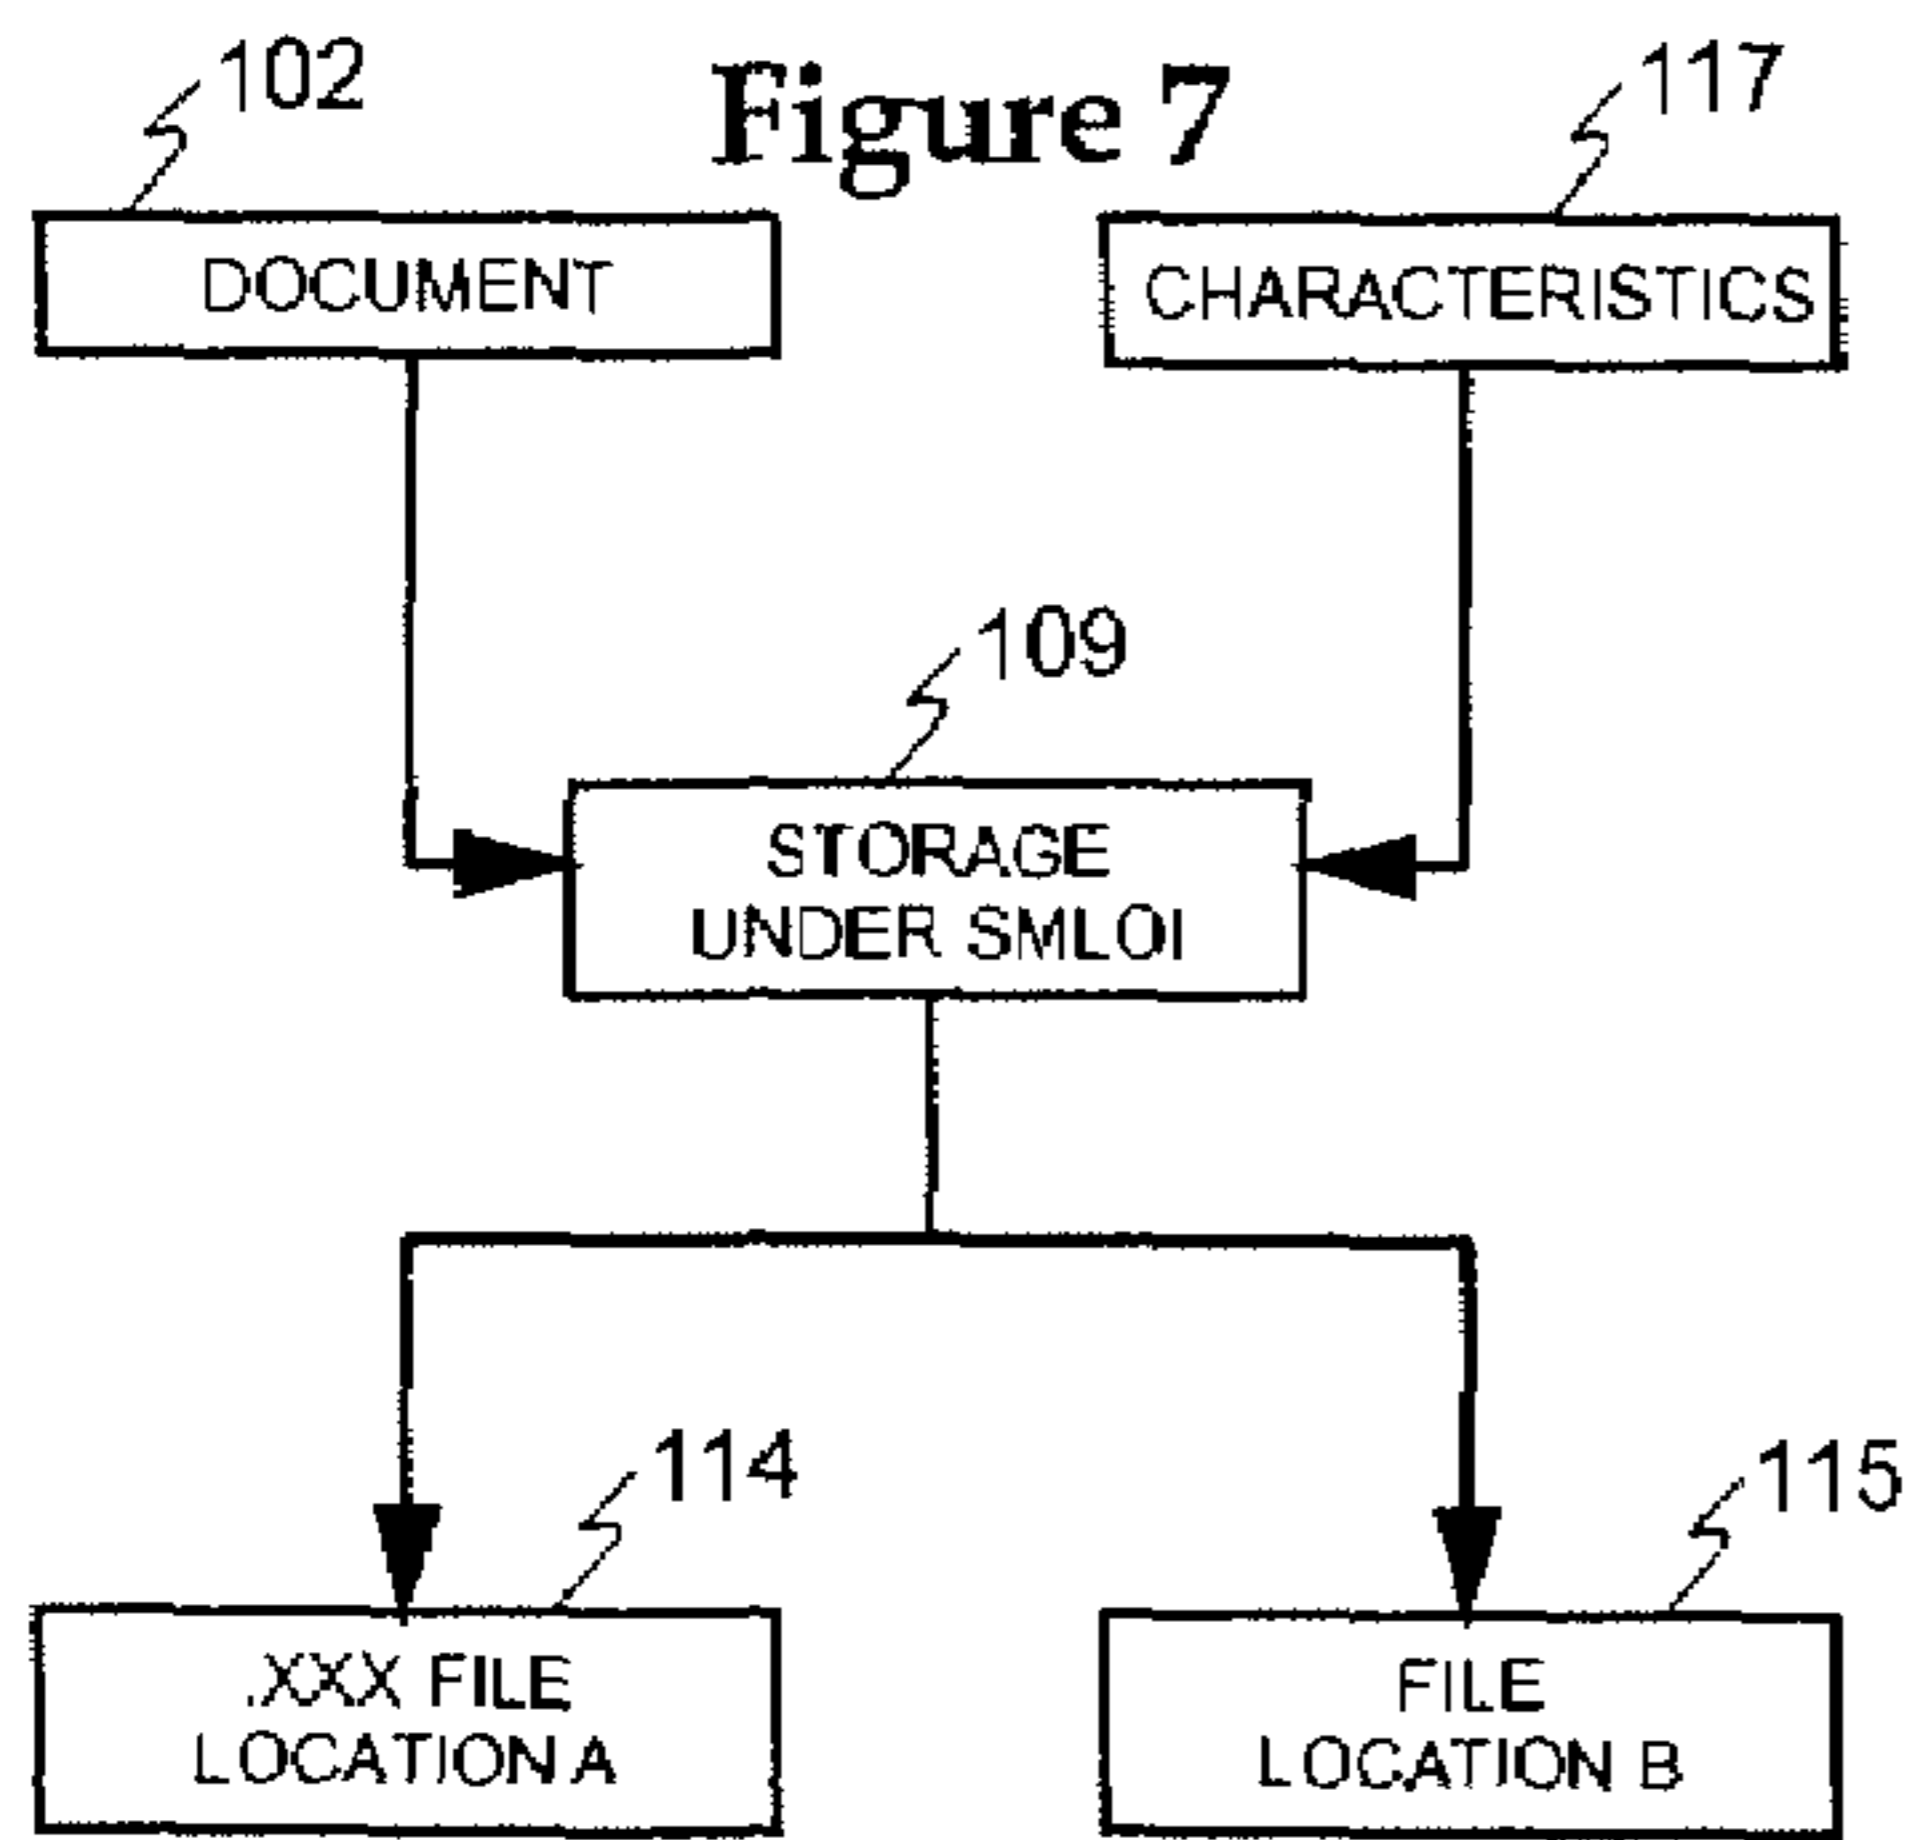 102
Figure 7
117
DOCUMENT
CHARACTERISTICS
109
STORAGE
UNDER SMLOI
114
115
.XXX FILE
LOCATION A
FILE
LOCATION B